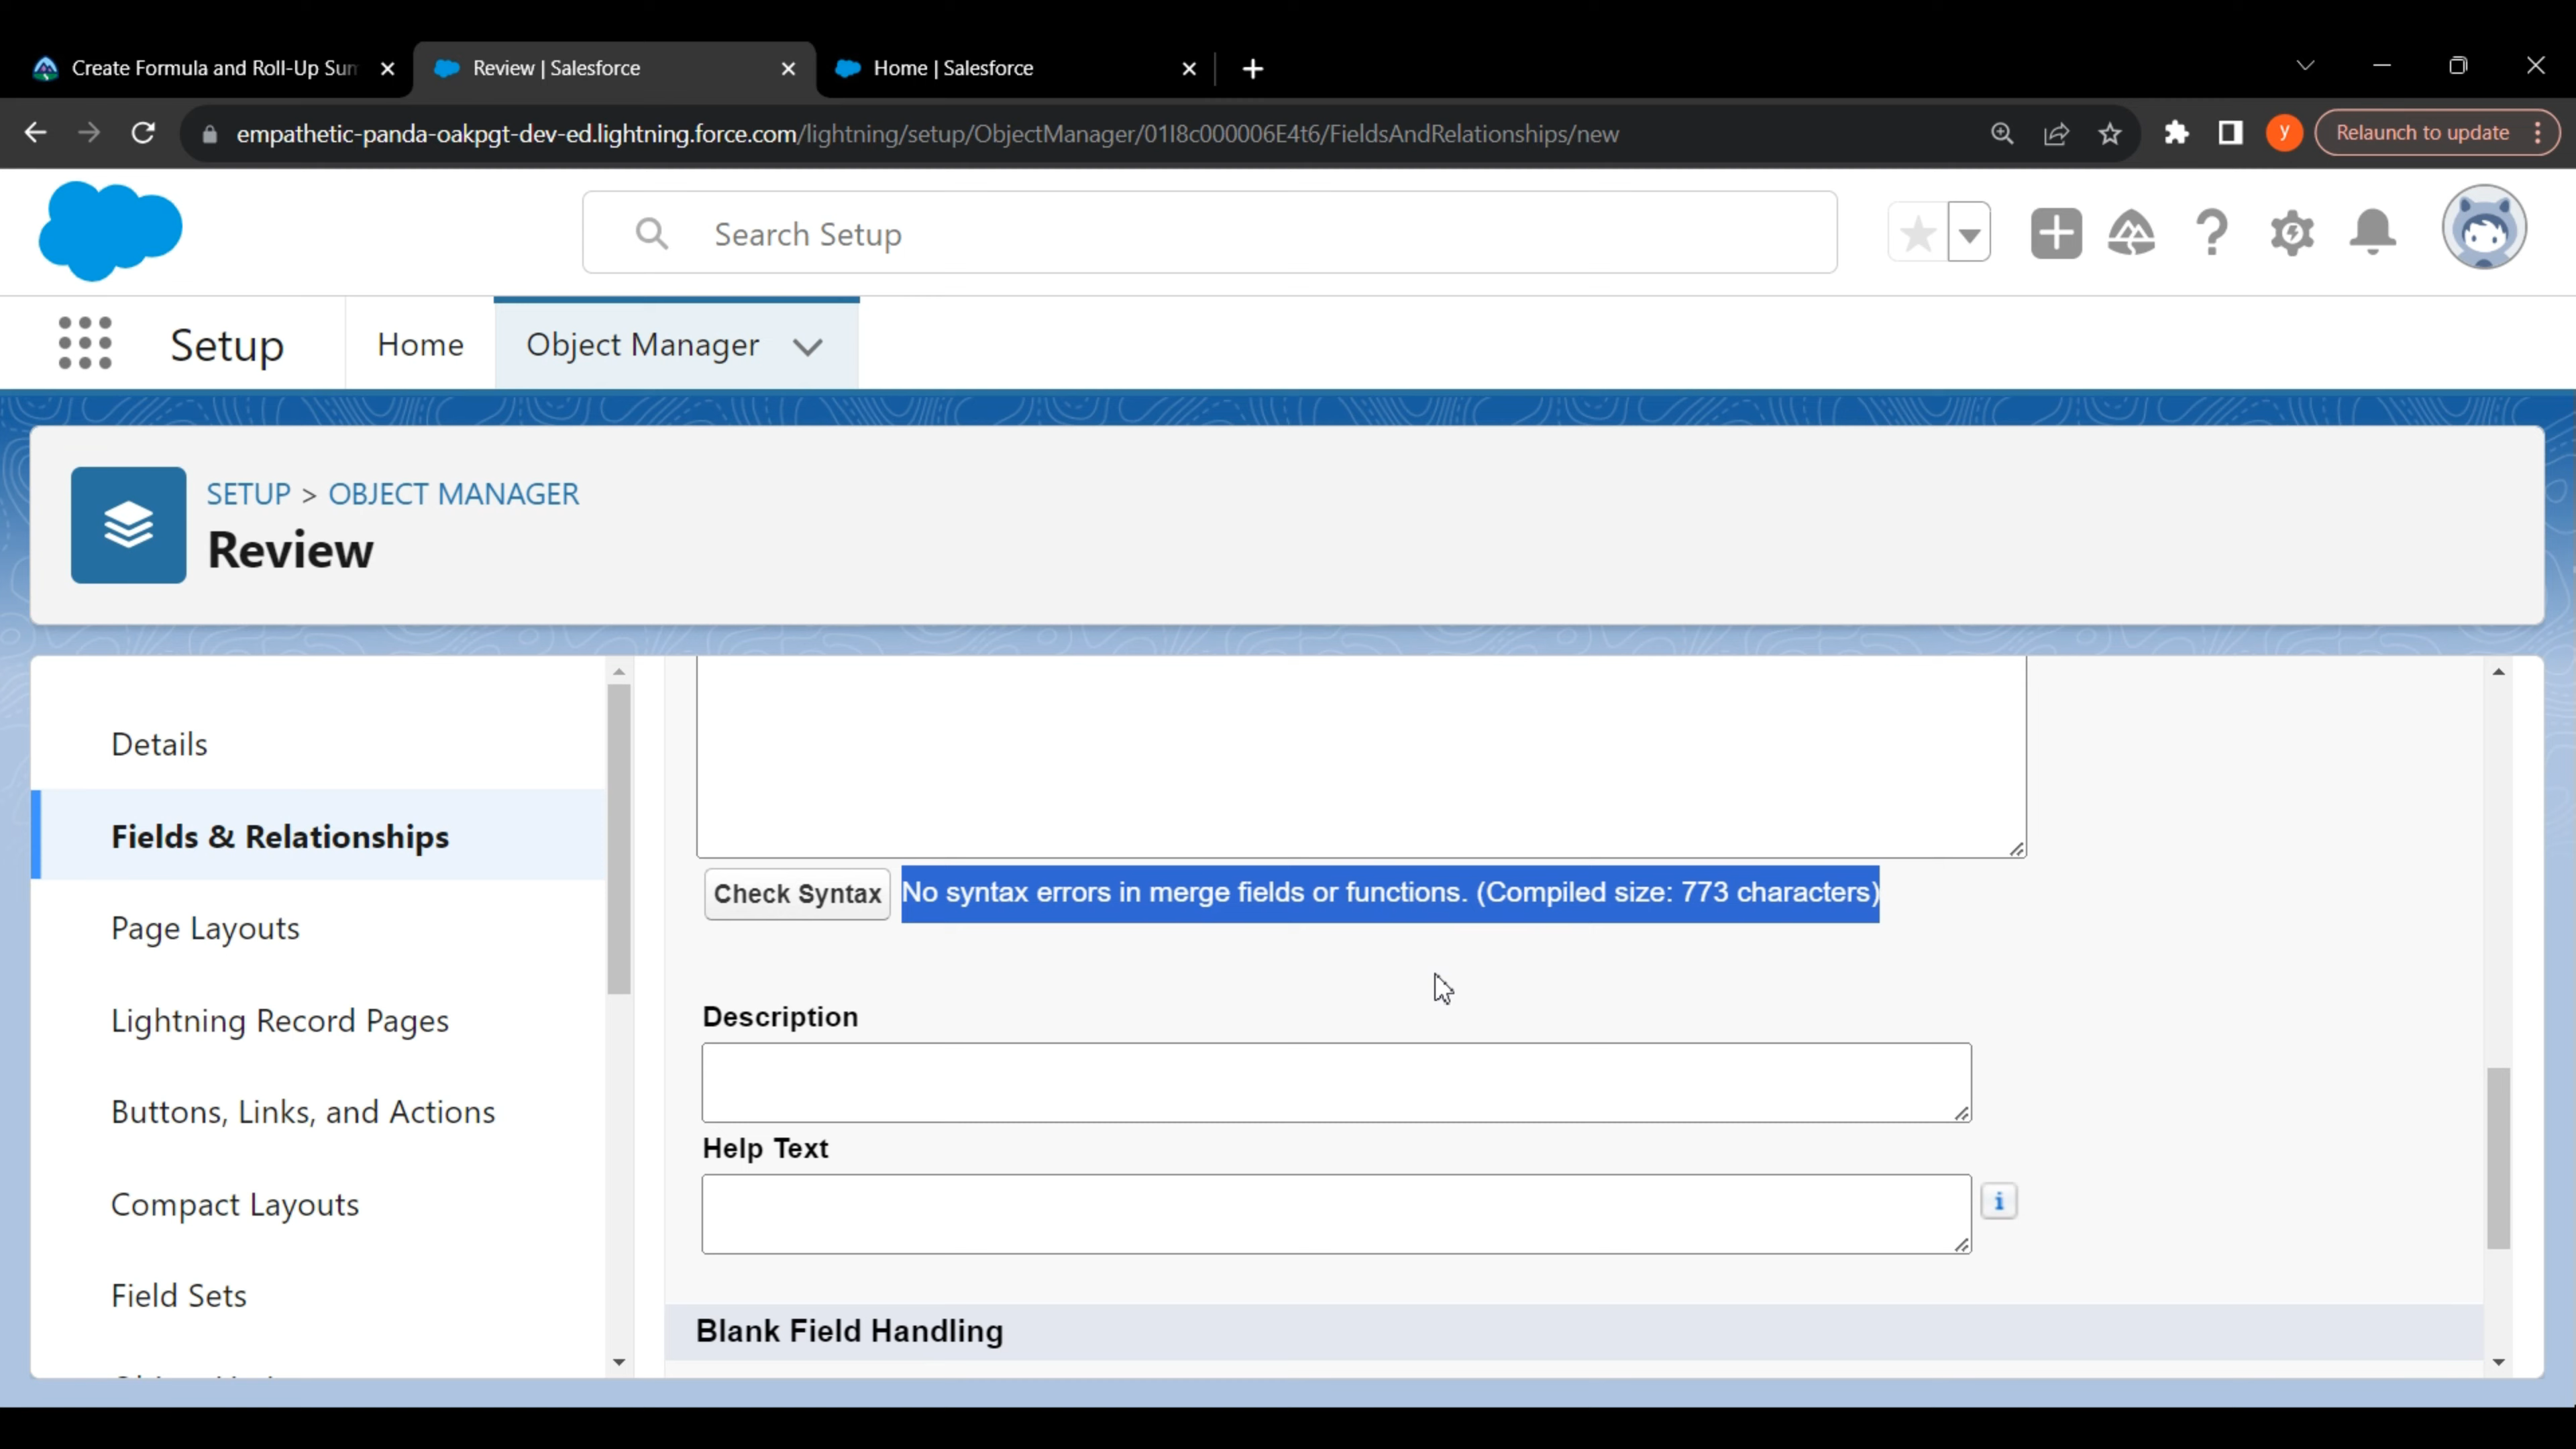 Create Formula and Roll-Up Sum
Review | Salesforce
Home | Salesforce
empathetic-panda-oakpgt-dev-ed.lightning.force.com/lightning/setup/ObjectManager/01I8c000006E4t6/FieldsAndRelationships/new
y
Relaunch to update
Search Setup
Setup
Home
Object Manager
SETUP > OBJECT MANAGER
Review
Details
Fields & Relationships
Page Layouts
Lightning Record Pages
Buttons, Links, and Actions
Compact Layouts
Field Sets
Check Syntax
No syntax errors in merge fields or functions. (Compiled size: 773 characters)
Description
Help Text
i
Blank Field Handling